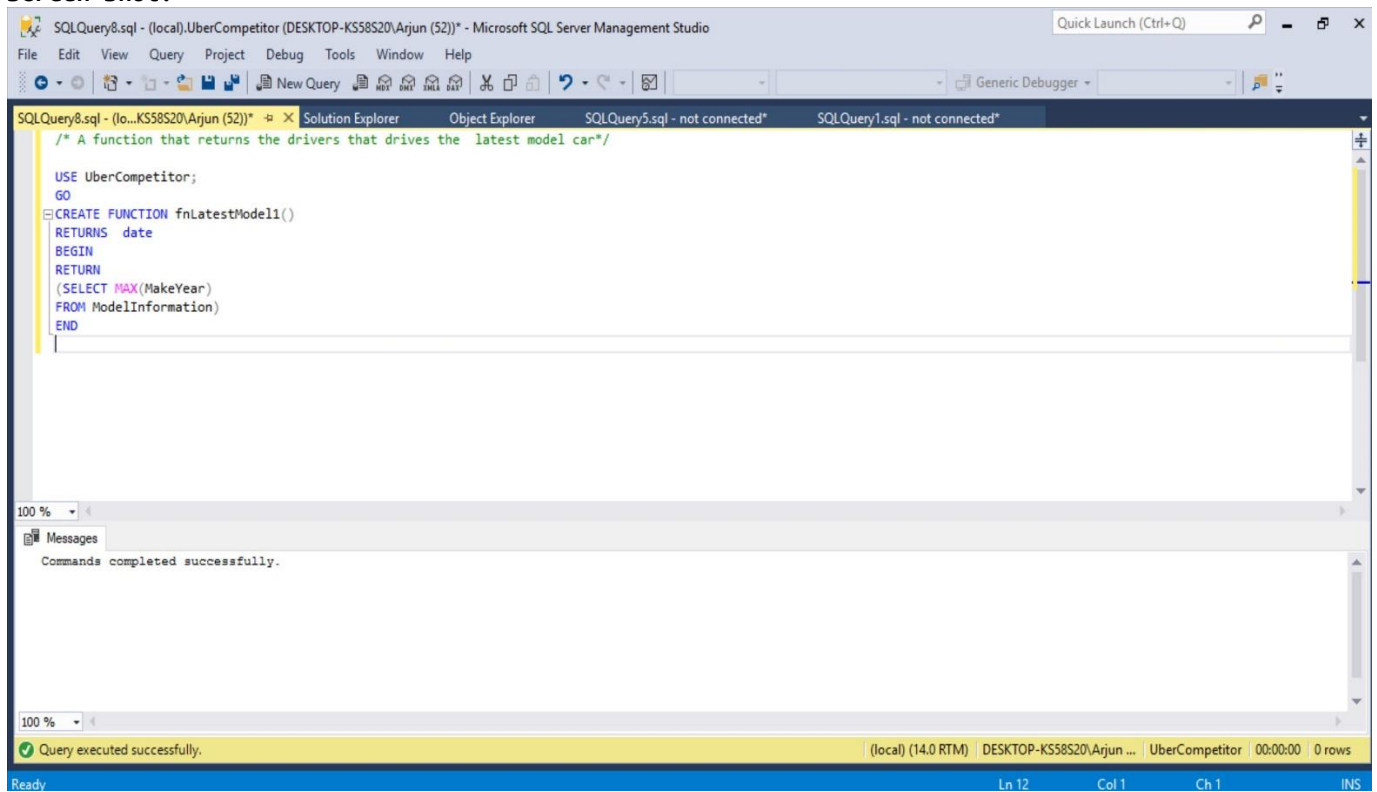 SQLQuery8.sql - (local).UberCompetitor (DESKTOP-KS58S20\Arjun (52))* - Microsoft SQL Server Management Studio
Quick Launch (Ctrl+Q)
File Edit View Query Project Debug Tools Window Help
New Query MDX DMX XMLA DAX Generic Debugger
SQLQuery8.sql - (lo...KS58S20\Arjun (52))* Solution Explorer Object Explorer SQLQuery5.sql - not connected* SQLQuery1.sql - not connected*
/* A function that returns the drivers that drives the  latest model car*/
USE UberCompetitor;
GO
CREATE FUNCTION fnLatestModel1()
RETURNS  date
BEGIN
RETURN
(SELECT MAX(MakeYear)
FROM ModelInformation)
END
100 %
Messages
Commands completed successfully.
100 %
Query executed successfully. (local) (14.0 RTM) DESKTOP-KS58S20\Arjun ... UberCompetitor 00:00:00 0 rows
Ready Ln 12 Col 1 Ch 1 INS